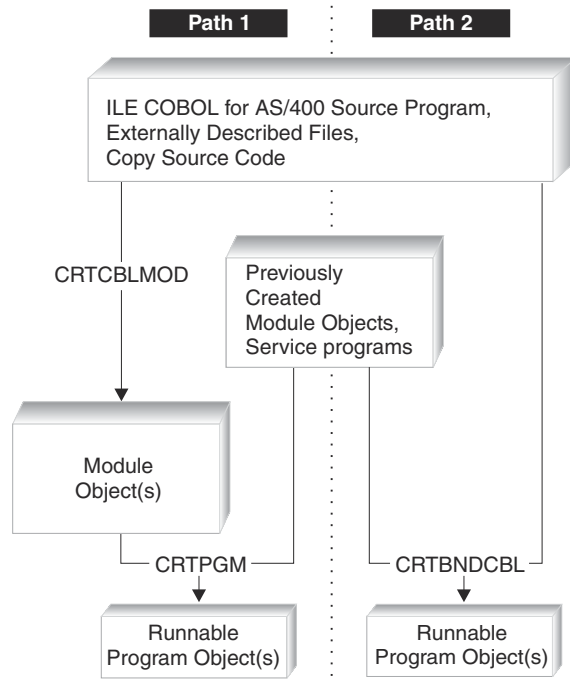 Path 1
Path 2
ILE COBOL for AS/400 Source Program,
Externally Described Files,
Copy Source Code
CRTCBLMOD
Previously
Created
Module Objects,
Service programs
Module
Object(s)
CRTPGM
CRTBNDCBL
Runnable
Program Object(s)
Runnable
Program Object(s)